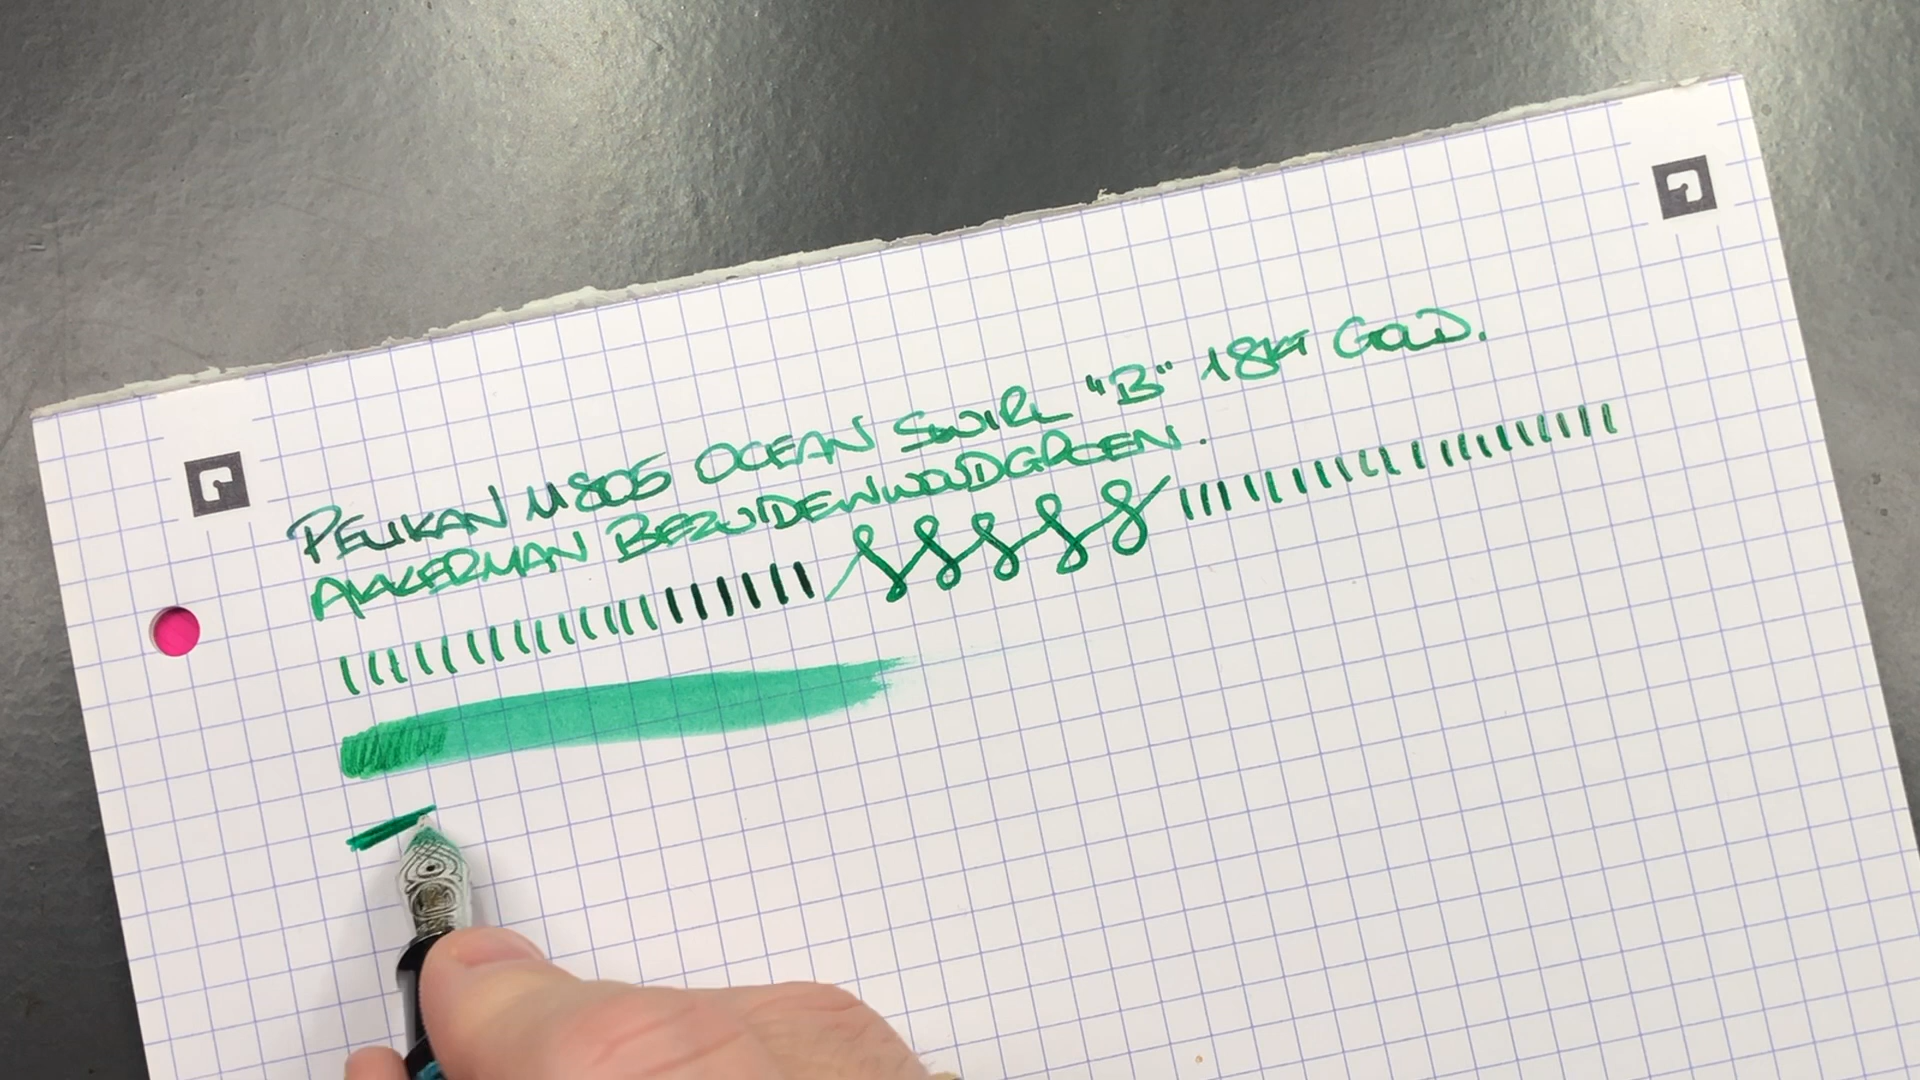 PELIKAN M805 OCEAN SWIRL "B" 18KT GOLD.
AKKERMAN BEZUIDENWOUDGROEN.